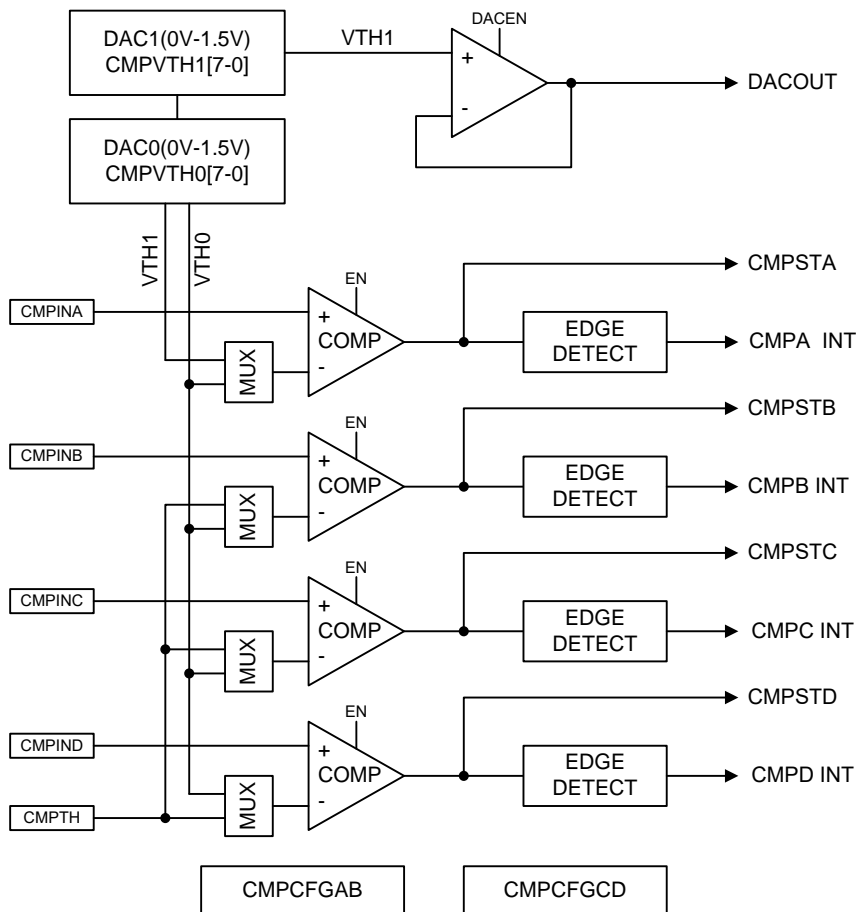 DAC1(0V-1.5V)
CMPVTH1[7-0]
VTH1
DACEN
+
-
DACOUT
DAC0(0V-1.5V)
CMPVTH0[7-0]
VTH1
VTH0
CMPINA
EN
+
COMP
-
MUX
CMPSTA
EDGE
DETECT
CMPA INT
CMPINB
EN
+
COMP
-
MUX
CMPSTB
EDGE
DETECT
CMPB INT
CMPINC
EN
+
COMP
-
MUX
CMPSTC
EDGE
DETECT
CMPC INT
CMPIND
EN
+
COMP
-
MUX
CMPSTD
EDGE
DETECT
CMPD INT
CMPTH
CMPCFGAB
CMPCFGCD